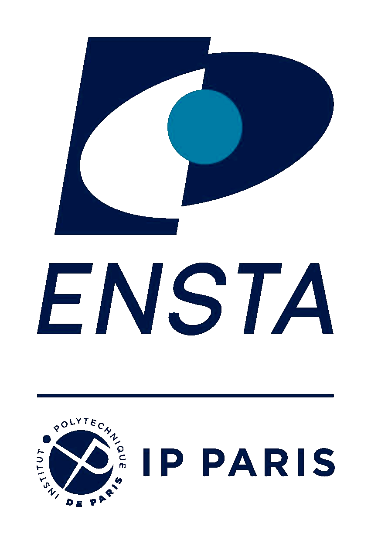 ENSTA
INSTITUT POLYTECHNIQUE DE PARIS
IP PARIS